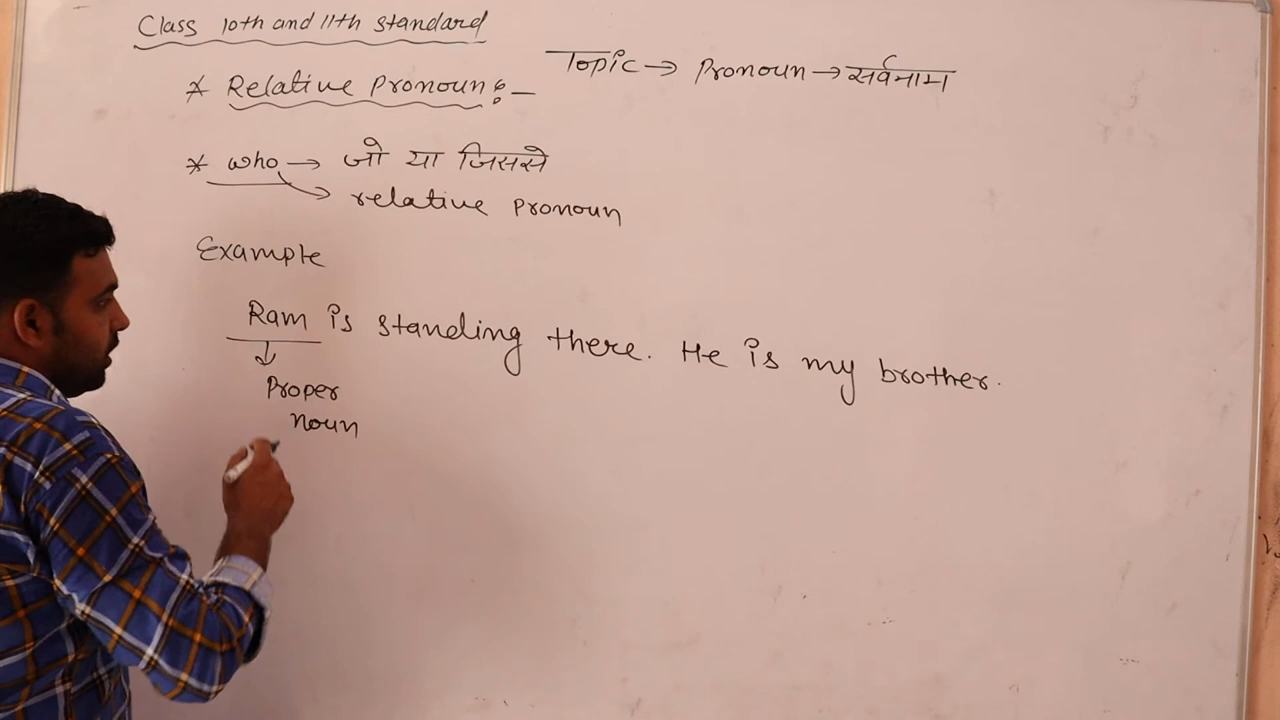 Class 10th and 11th standard
Topic → Pronoun → सर्वनाम
* Relative Pronoun :-
* who → जो या जिससे
→ relative pronoun
Example
Ram is standing there. He is my brother.
↓
Proper
noun